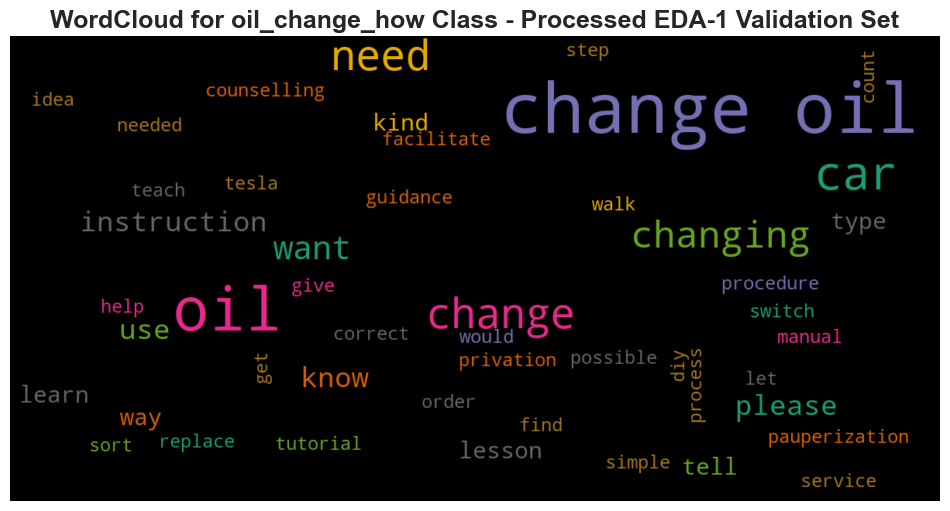 WordCloud for oil_change_how Class - Processed EDA-1 Validation Set
need
step
count
idea
counselling
change oil
needed
kind
facilitate
car
teach
tesla
guidance
walk
type
instruction
want
changing
give
procedure
help
oil
change
switch
use
correct
would
manual
get
know
privation
possible
diy
process
let
learn
order
please
way
find
sort
replace
tutorial
lesson
pauperization
simple
tell
service